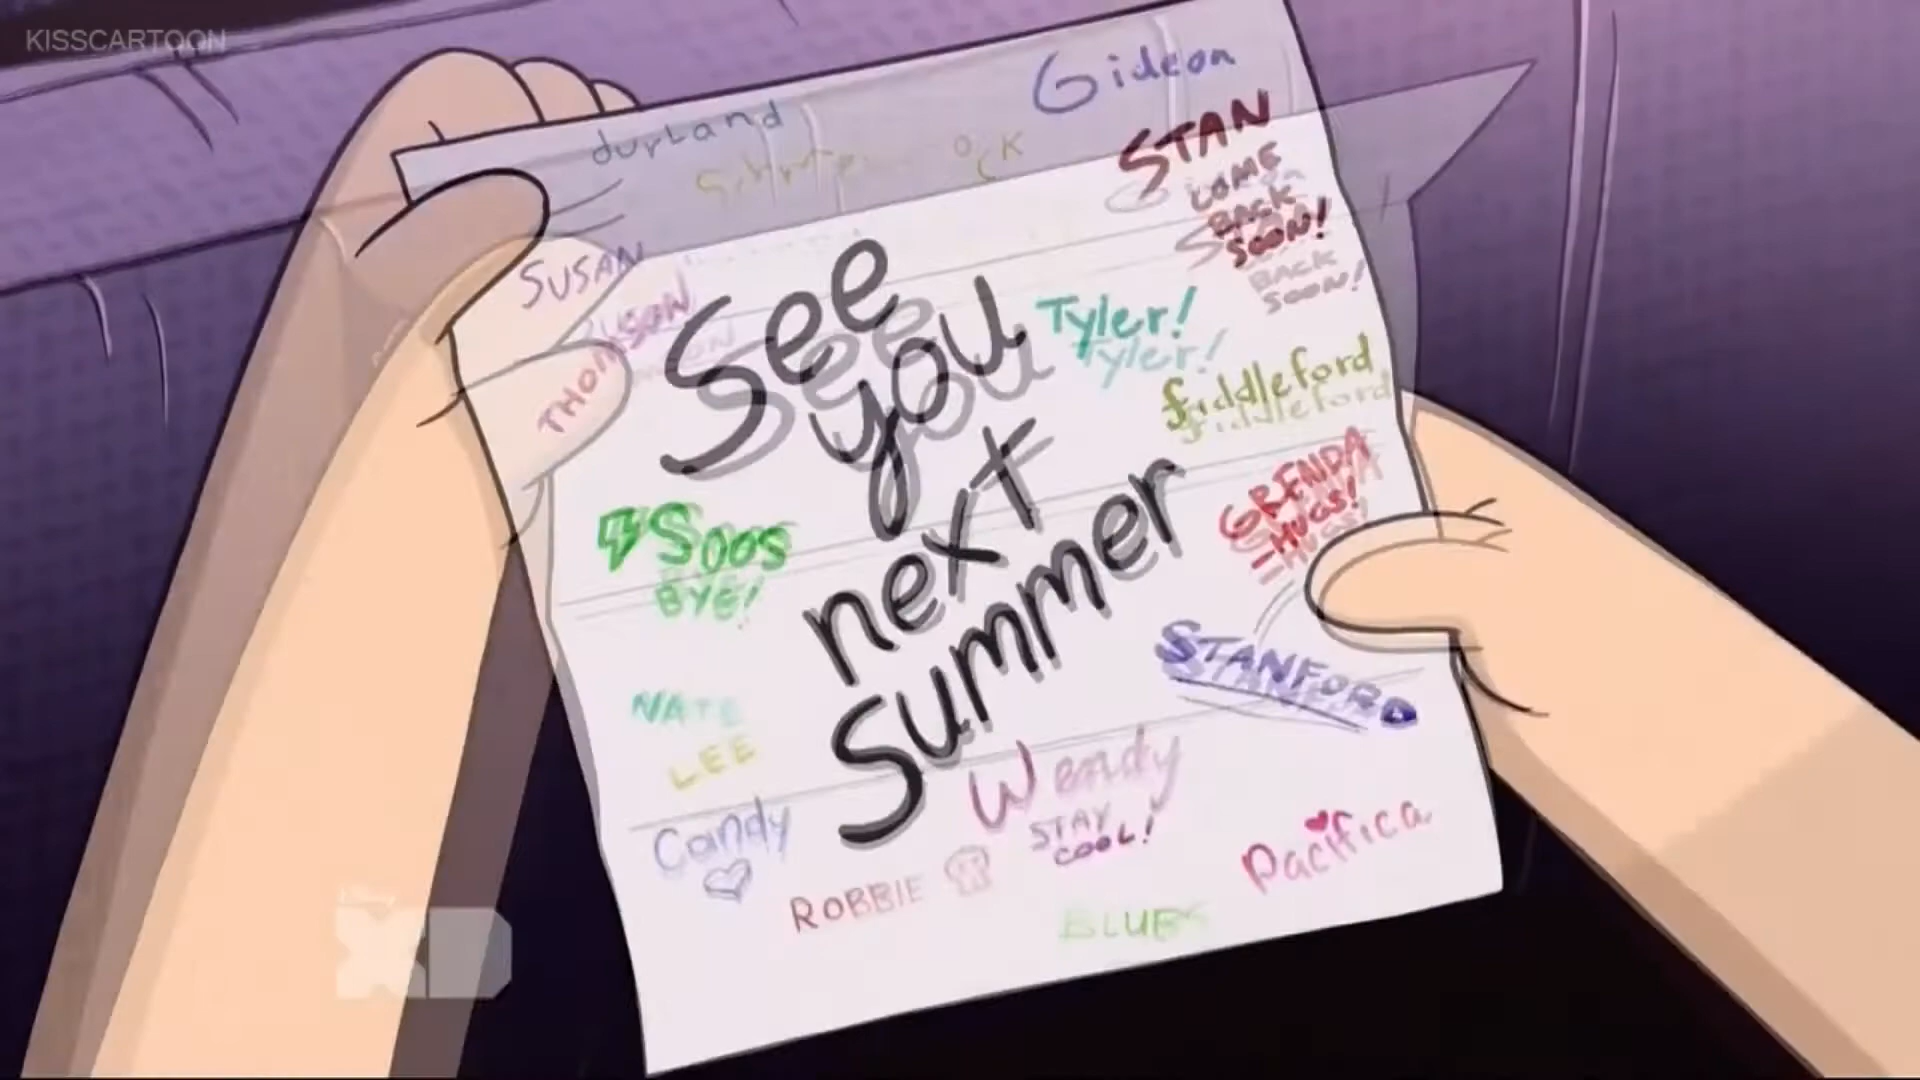 KISSCARTOON
Gideon
durland
STAN
COME
BACK
SOON!
SUSAN
THOMPSON
See
you
next
summer
Tyler!
fiddleford
GRENDA
-HUGS!
SOOS
BYE!
STANFORD
NATE
LEE
Wendy
STAY
COOL!
Candy
ROBBIE
Pacifica
BLUBS
Disney
XD